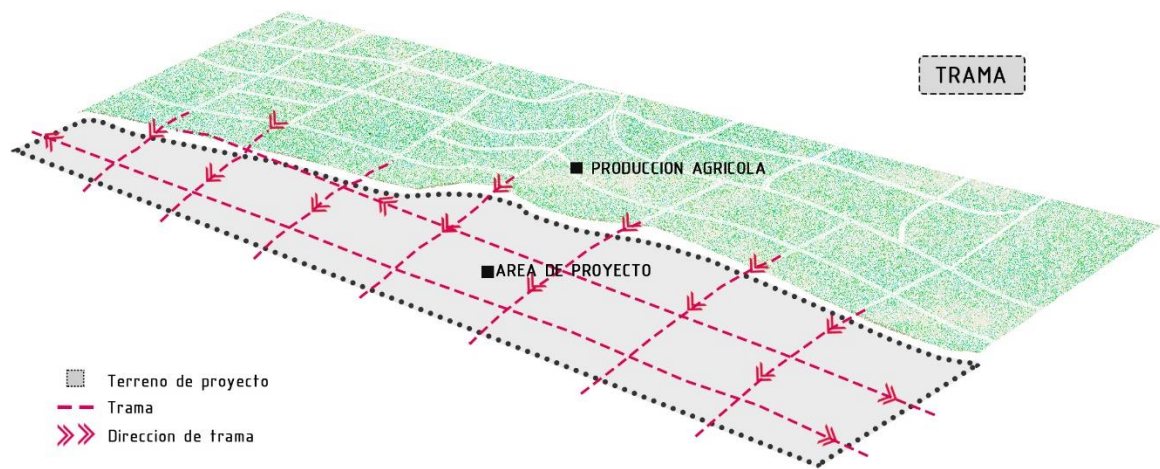 TRAMA
PRODUCCION AGRICOLA
AREA DE PROYECTO
Terreno de proyecto
Trama
Direccion de trama